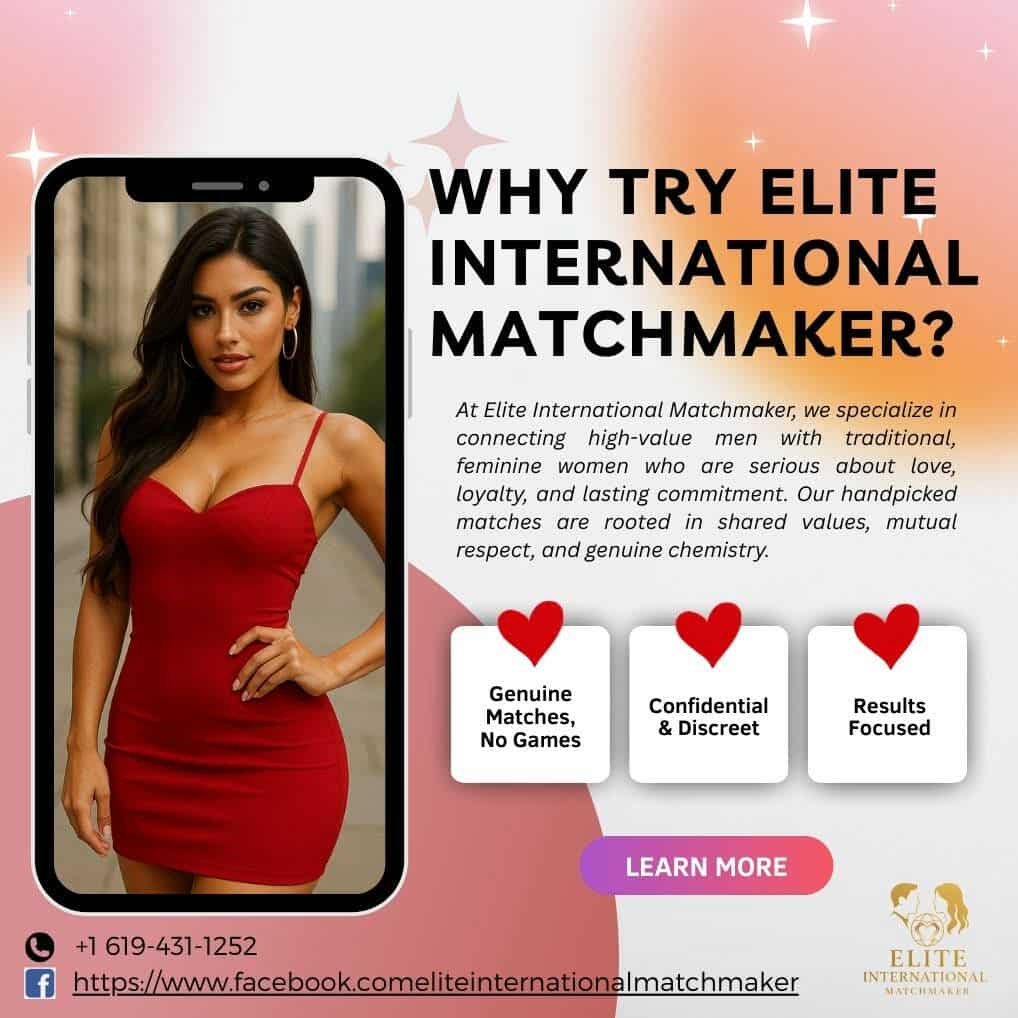 WHY TRY ELITE
INTERNATIONAL
MATCHMAKER?
At Elite International Matchmaker, we specialize in
connecting high-value men with traditional,
feminine women who are serious about love,
loyalty, and lasting commitment. Our handpicked
matches are rooted in shared values, mutual
respect, and genuine chemistry.
Genuine
Matches,
No Games
Confidential
& Discreet
Results
Focused
LEARN MORE
+1 619-431-1252
https://www.facebook.comeliteinternationalmatchmaker
ELITE
INTERNATIONAL
MATCHMAKER